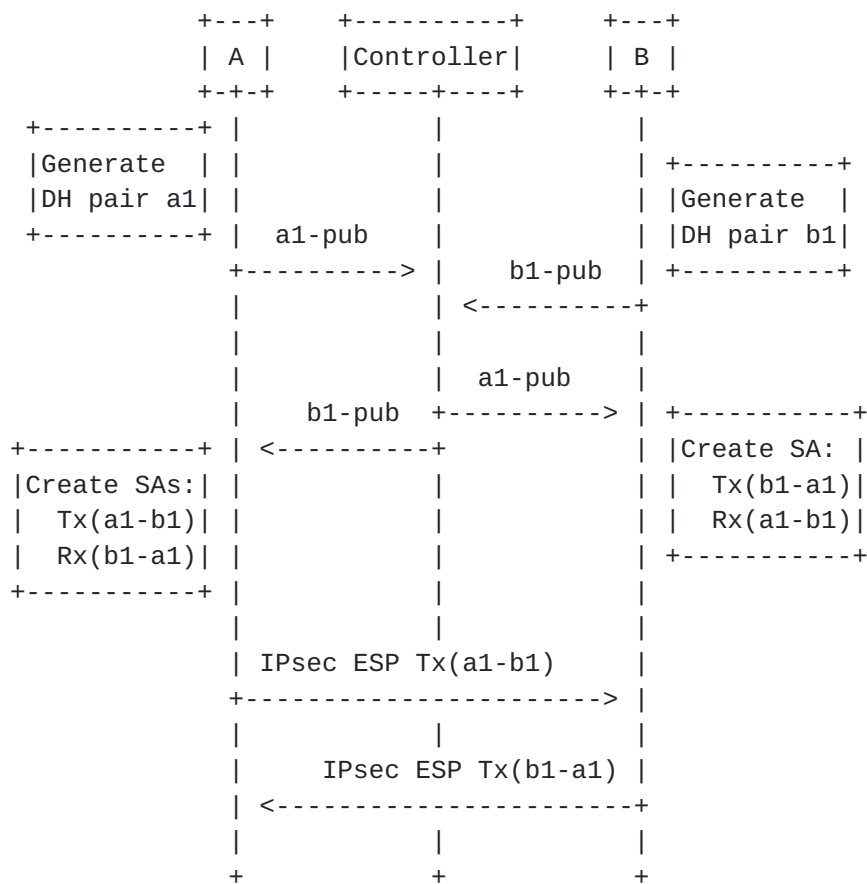 +---+    +----------+     +---+
            | A |    |Controller|     | B |
            +-+-+    +-----+----+     +-+-+
 +----------+ |            |            |
 |Generate  | |            |            | +----------+
 |DH pair a1| |            |            | |Generate  |
 +----------+ |  a1-pub    |            | |DH pair b1|
              +----------> |    b1-pub  | +----------+
              |            | <----------+
              |            |            |
              |            |  a1-pub    |
              |    b1-pub  +----------> | +-----------+
+-----------+ | <----------+            | |Create SA: |
|Create SAs:| |            |            | |  Tx(b1-a1)|
|  Tx(a1-b1)| |            |            | |  Rx(a1-b1)|
|  Rx(b1-a1)| |            |            | +-----------+
+-----------+ |            |            |
              |            |            |
              | IPsec ESP Tx(a1-b1)     |
              +-----------------------> |
              |            |            |
              |     IPsec ESP Tx(b1-a1) |
              | <-----------------------+
              |            |            |
              +            +            +